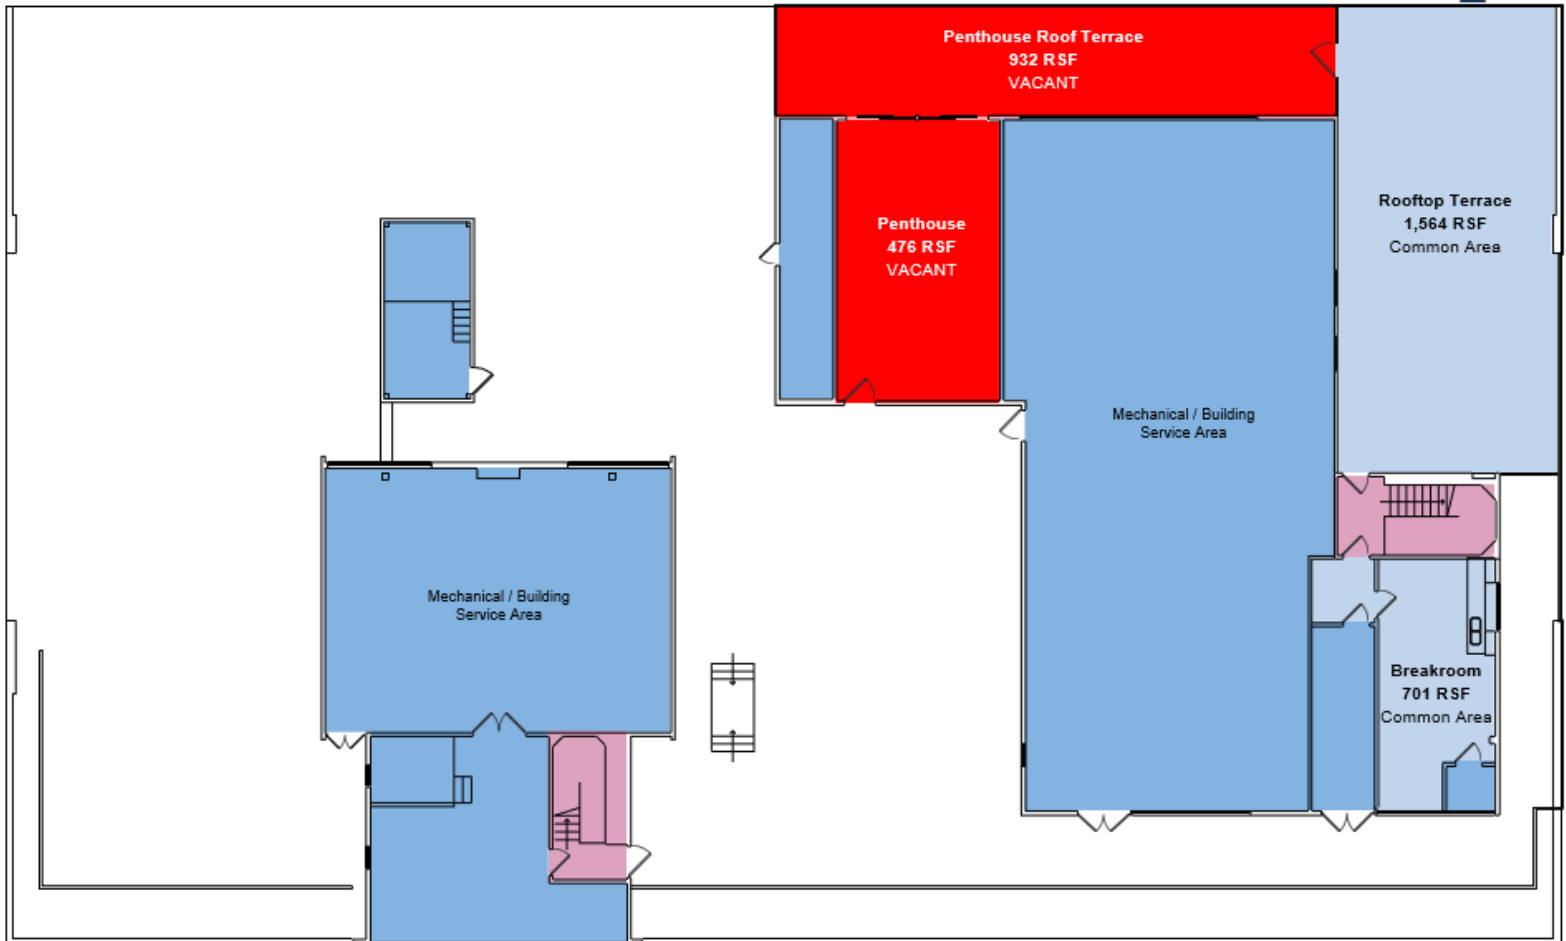 Penthouse Roof Terrace
932 RSF
VACANT
Rooftop Terrace
1,564 RSF
Common Area
Penthouse
476 RSF
VACANT
Mechanical / Building
Service Area
Mechanical / Building
Service Area
Breakroom
701 RSF
Common Area